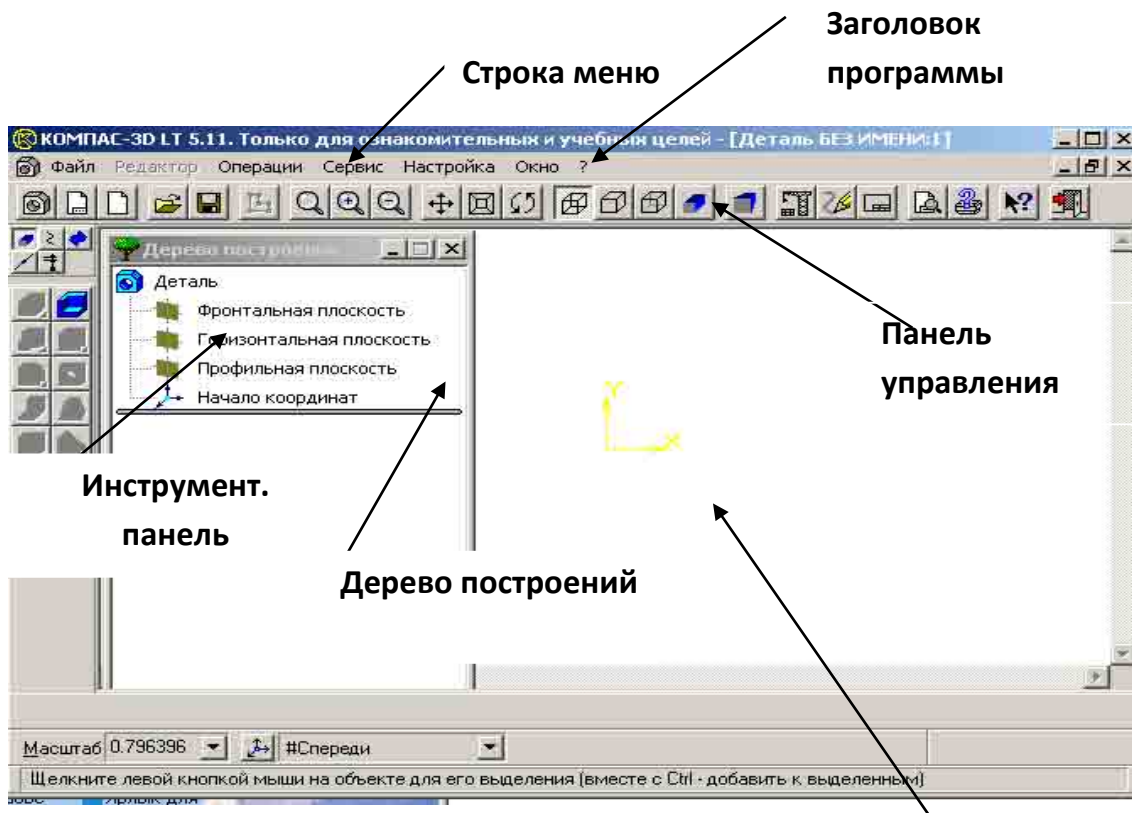 Заголовок
программы
Строка меню
КОМПАС-3D LT 5.11. Только для ознакомительных и учебных целей - [Деталь БЕЗ ИМЕНИ:1]
Файл Редактор Операции Сервис Настройка Окно ?
Дерево построений
Деталь
Фронтальная плоскость
Горизонтальная плоскость
Профильная плоскость
Начало координат
Y
X
Панель
управления
Инструмент.
панель
Дерево построений
Масштаб 0.796396 #Спереди
Щелкните левой кнопкой мыши на объекте для его выделения (вместе с Ctrl - добавить к выделенным)
Ярлык для